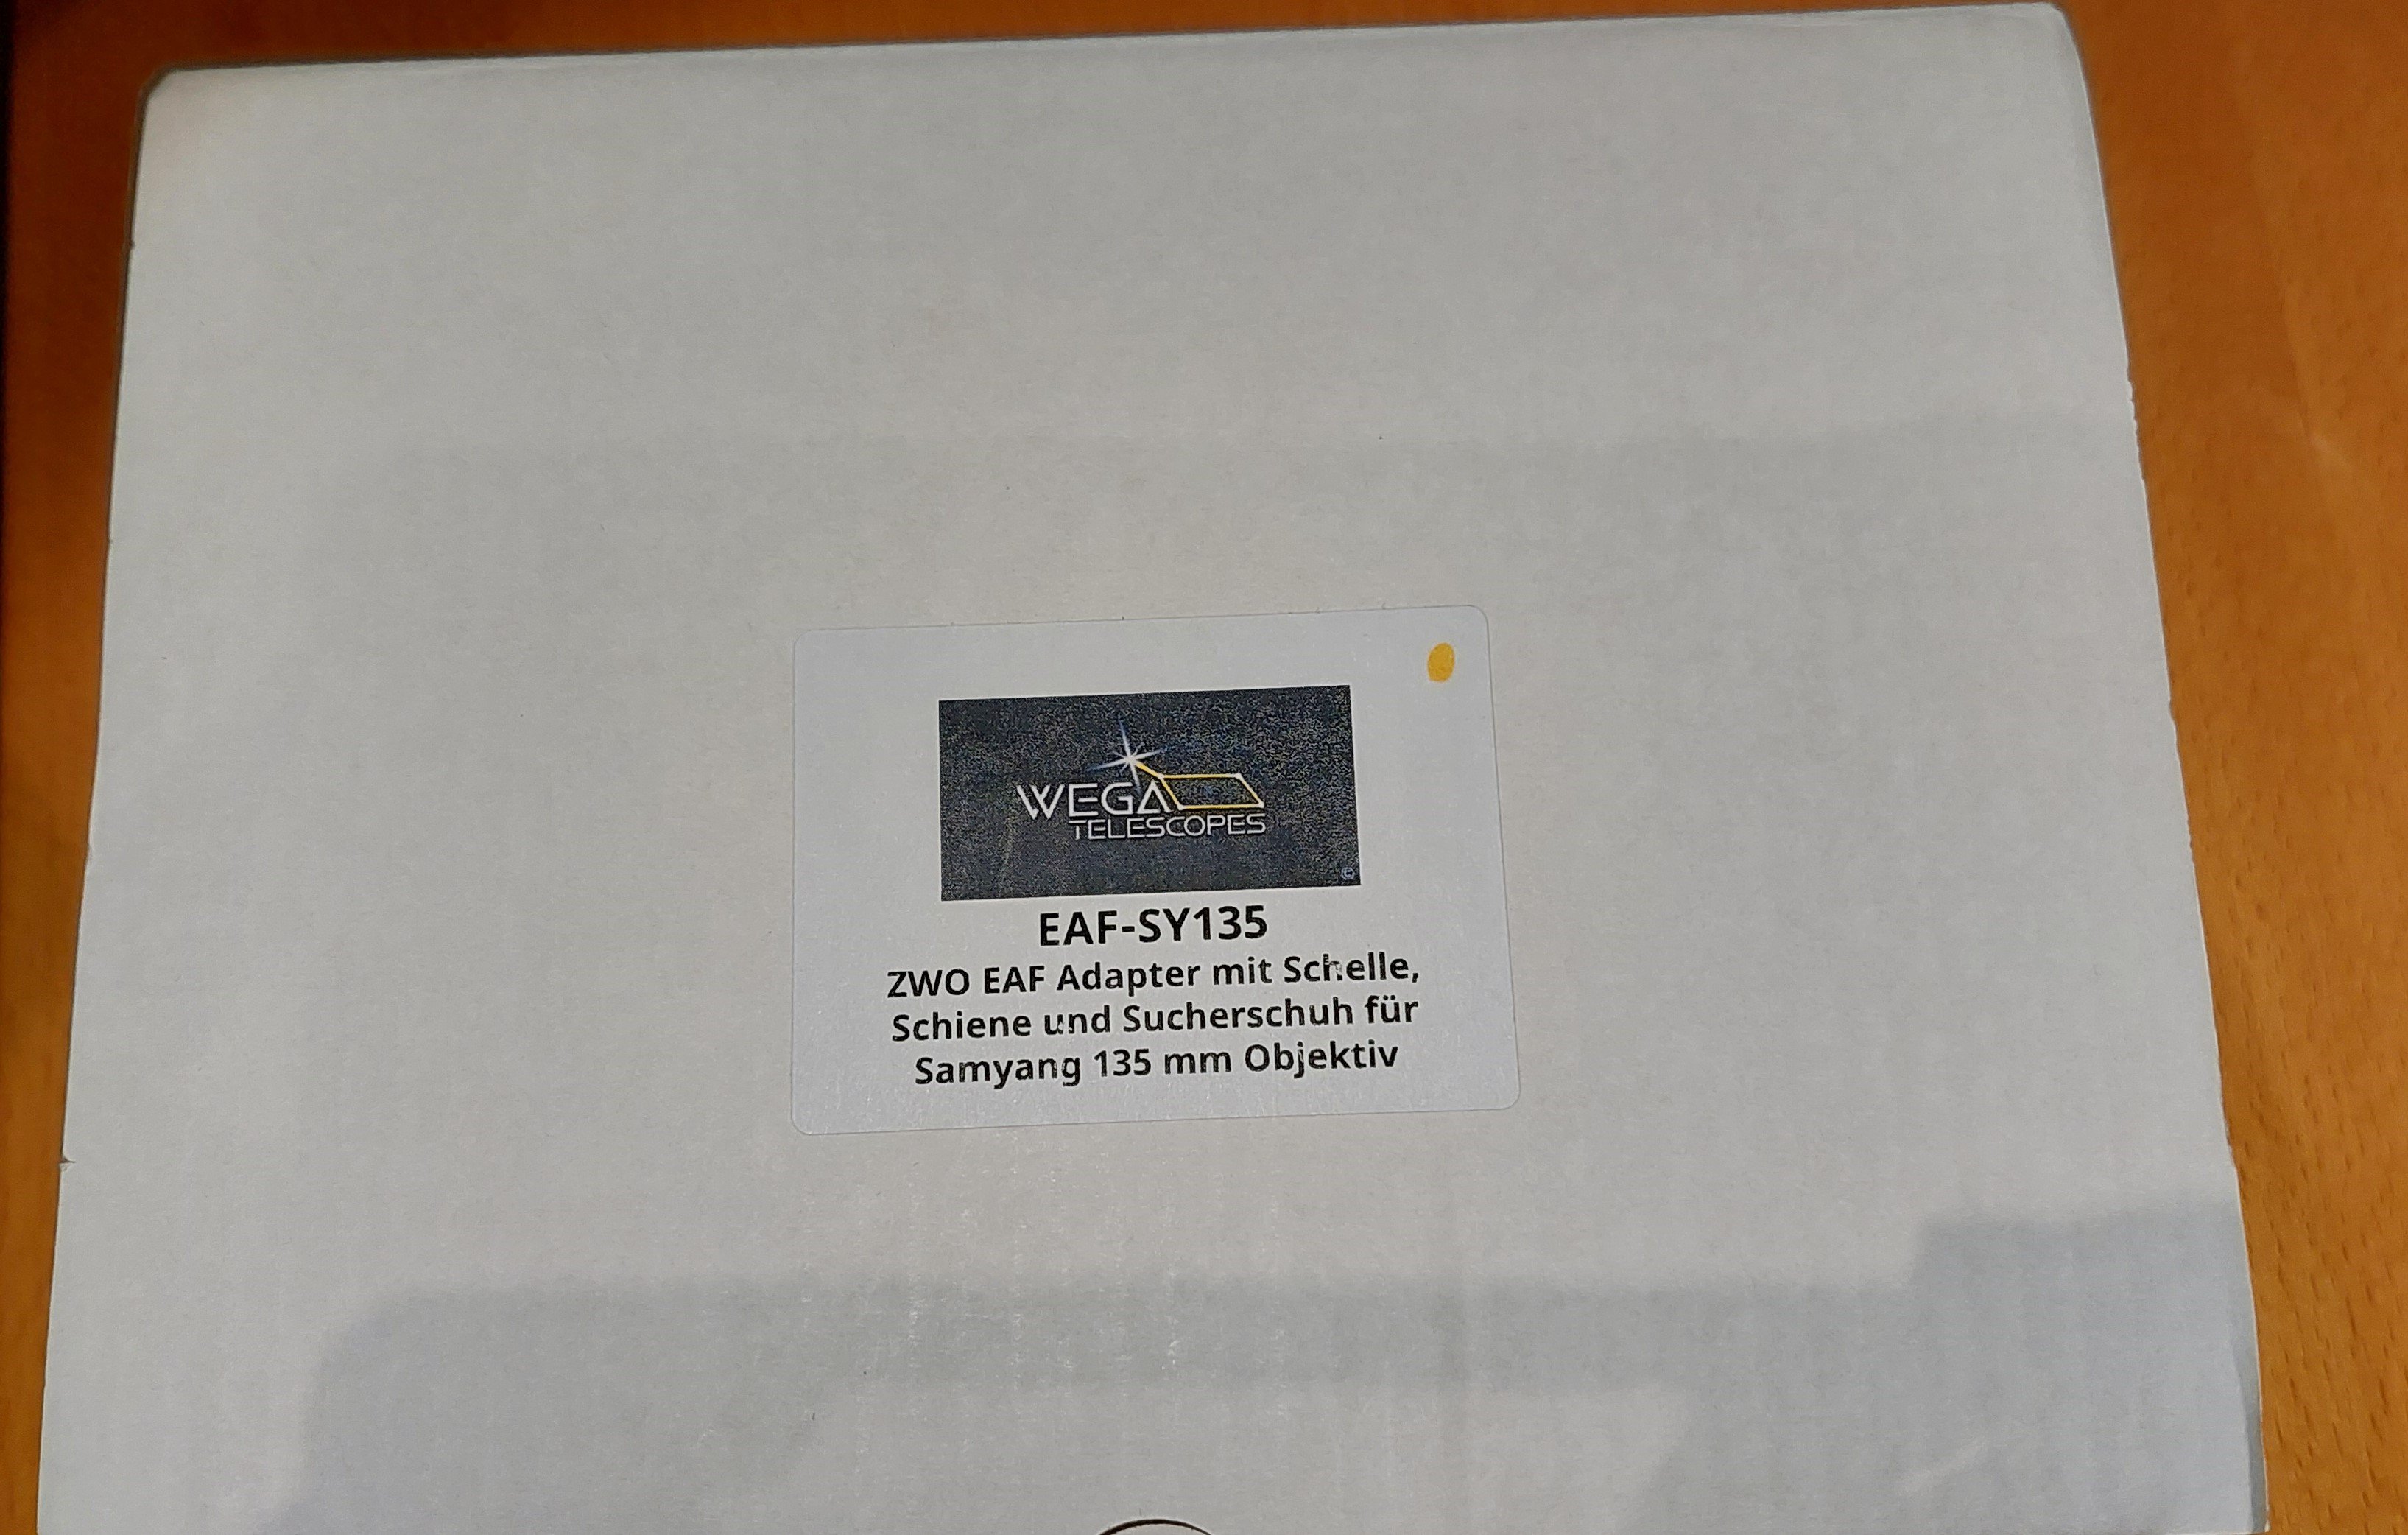 WEGA
TELESCOPES
©
EAF-SY135
ZWO EAF Adapter mit Schelle,
Schiene und Sucherschuh für
Samyang 135 mm Objektiv